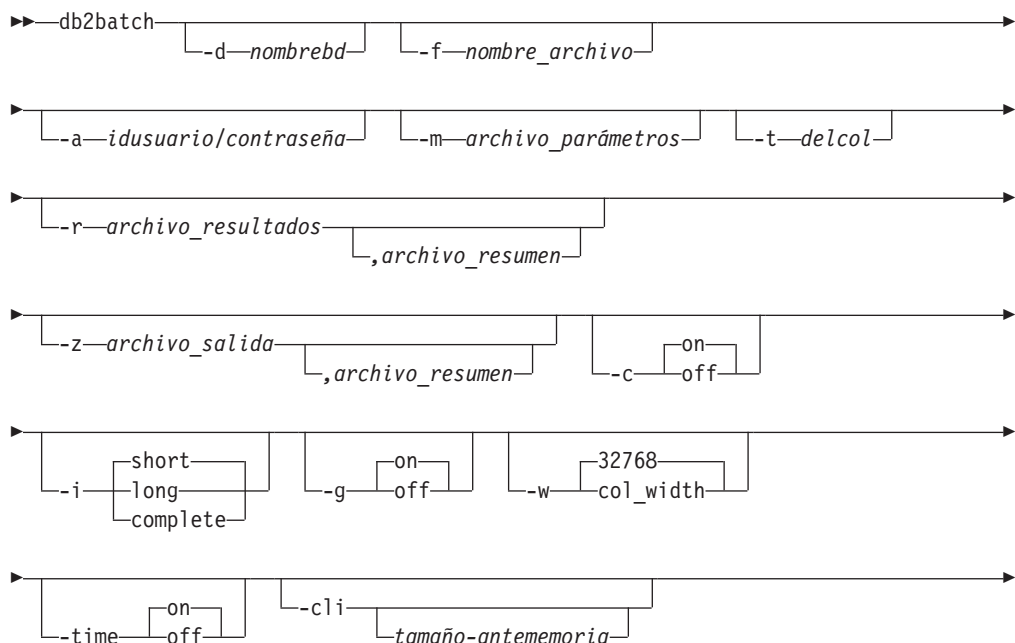 db2batch
-d nombrebd -f nombre_archivo
-a idusuario/contraseña -m archivo_parámetros -t delcol
-r archivo_resultados
,archivo_resumen
-z archivo_salida on
,archivo_resumen -c off
short on 32768
-i long -g off -w col_width
complete
on -cli
-time off tamaño-antememoria